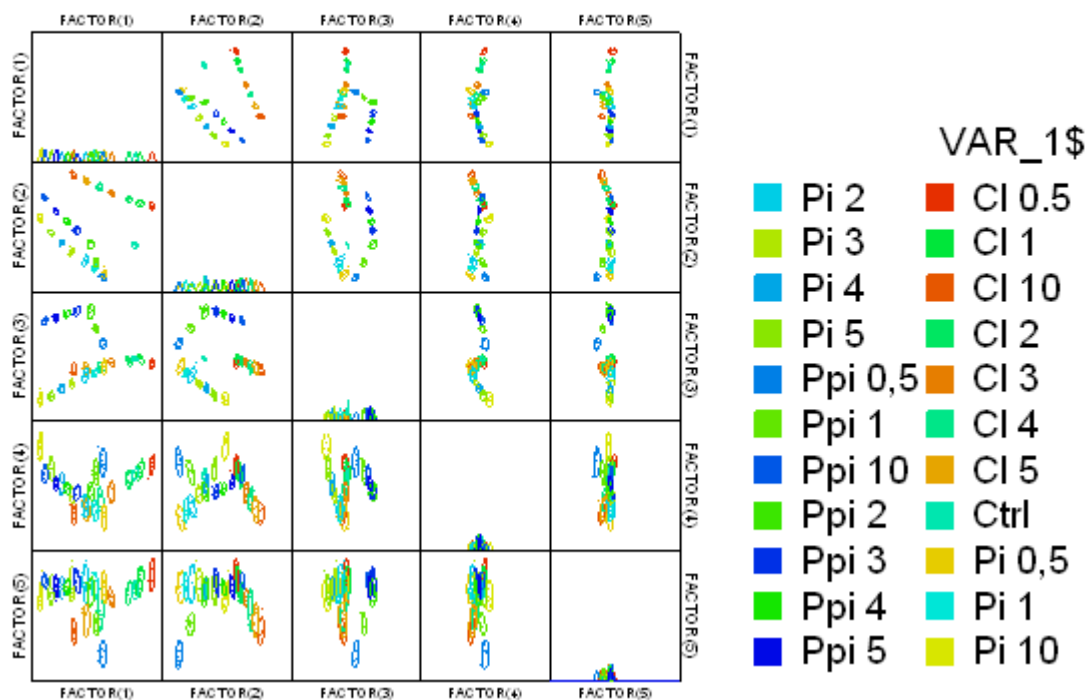 FACTOR(1) FACTOR(2) FACTOR(3) FACTOR(4) FACTOR(5)
FACTOR(1) FACTOR(1)
FACTOR(2) FACTOR(2)
FACTOR(3) FACTOR(3)
FACTOR(4) FACTOR(4)
FACTOR(5) FACTOR(5)
FACTOR(1) FACTOR(2) FACTOR(3) FACTOR(4) FACTOR(5)
VAR_1$
Pi 2 Cl 0.5
Pi 3 Cl 1
Pi 4 Cl 10
Pi 5 Cl 2
Ppi 0,5 Cl 3
Ppi 1 Cl 4
Ppi 10 Cl 5
Ppi 2 Ctrl
Ppi 3 Pi 0,5
Ppi 4 Pi 1
Ppi 5 Pi 10